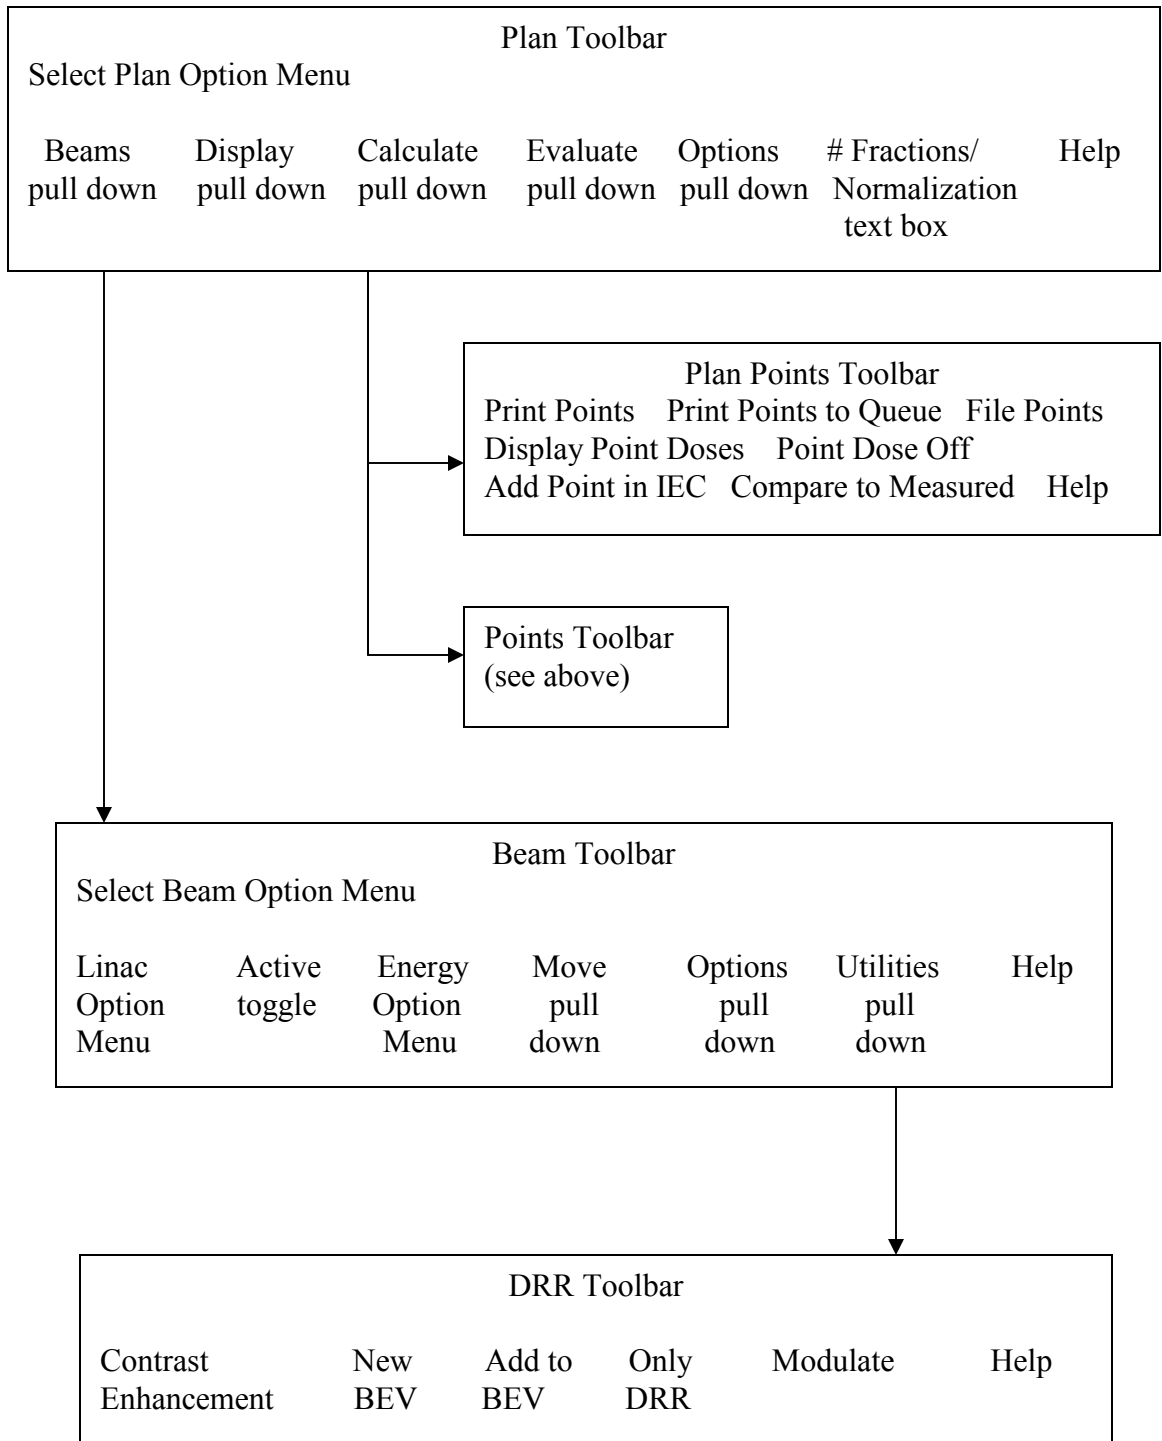 Plan Toolbar
Select Plan Option Menu
Beams Display Calculate Evaluate Options # Fractions/ Help
pull down pull down pull down pull down pull down Normalization
text box
Plan Points Toolbar
Print Points Print Points to Queue File Points
Display Point Doses Point Dose Off
Add Point in IEC Compare to Measured Help
Points Toolbar
(see above)
Beam Toolbar
Select Beam Option Menu
Linac Active Energy Move Options Utilities Help
Option toggle Option pull pull pull
Menu Menu down down down
DRR Toolbar
Contrast New Add to Only Modulate Help
Enhancement BEV BEV DRR